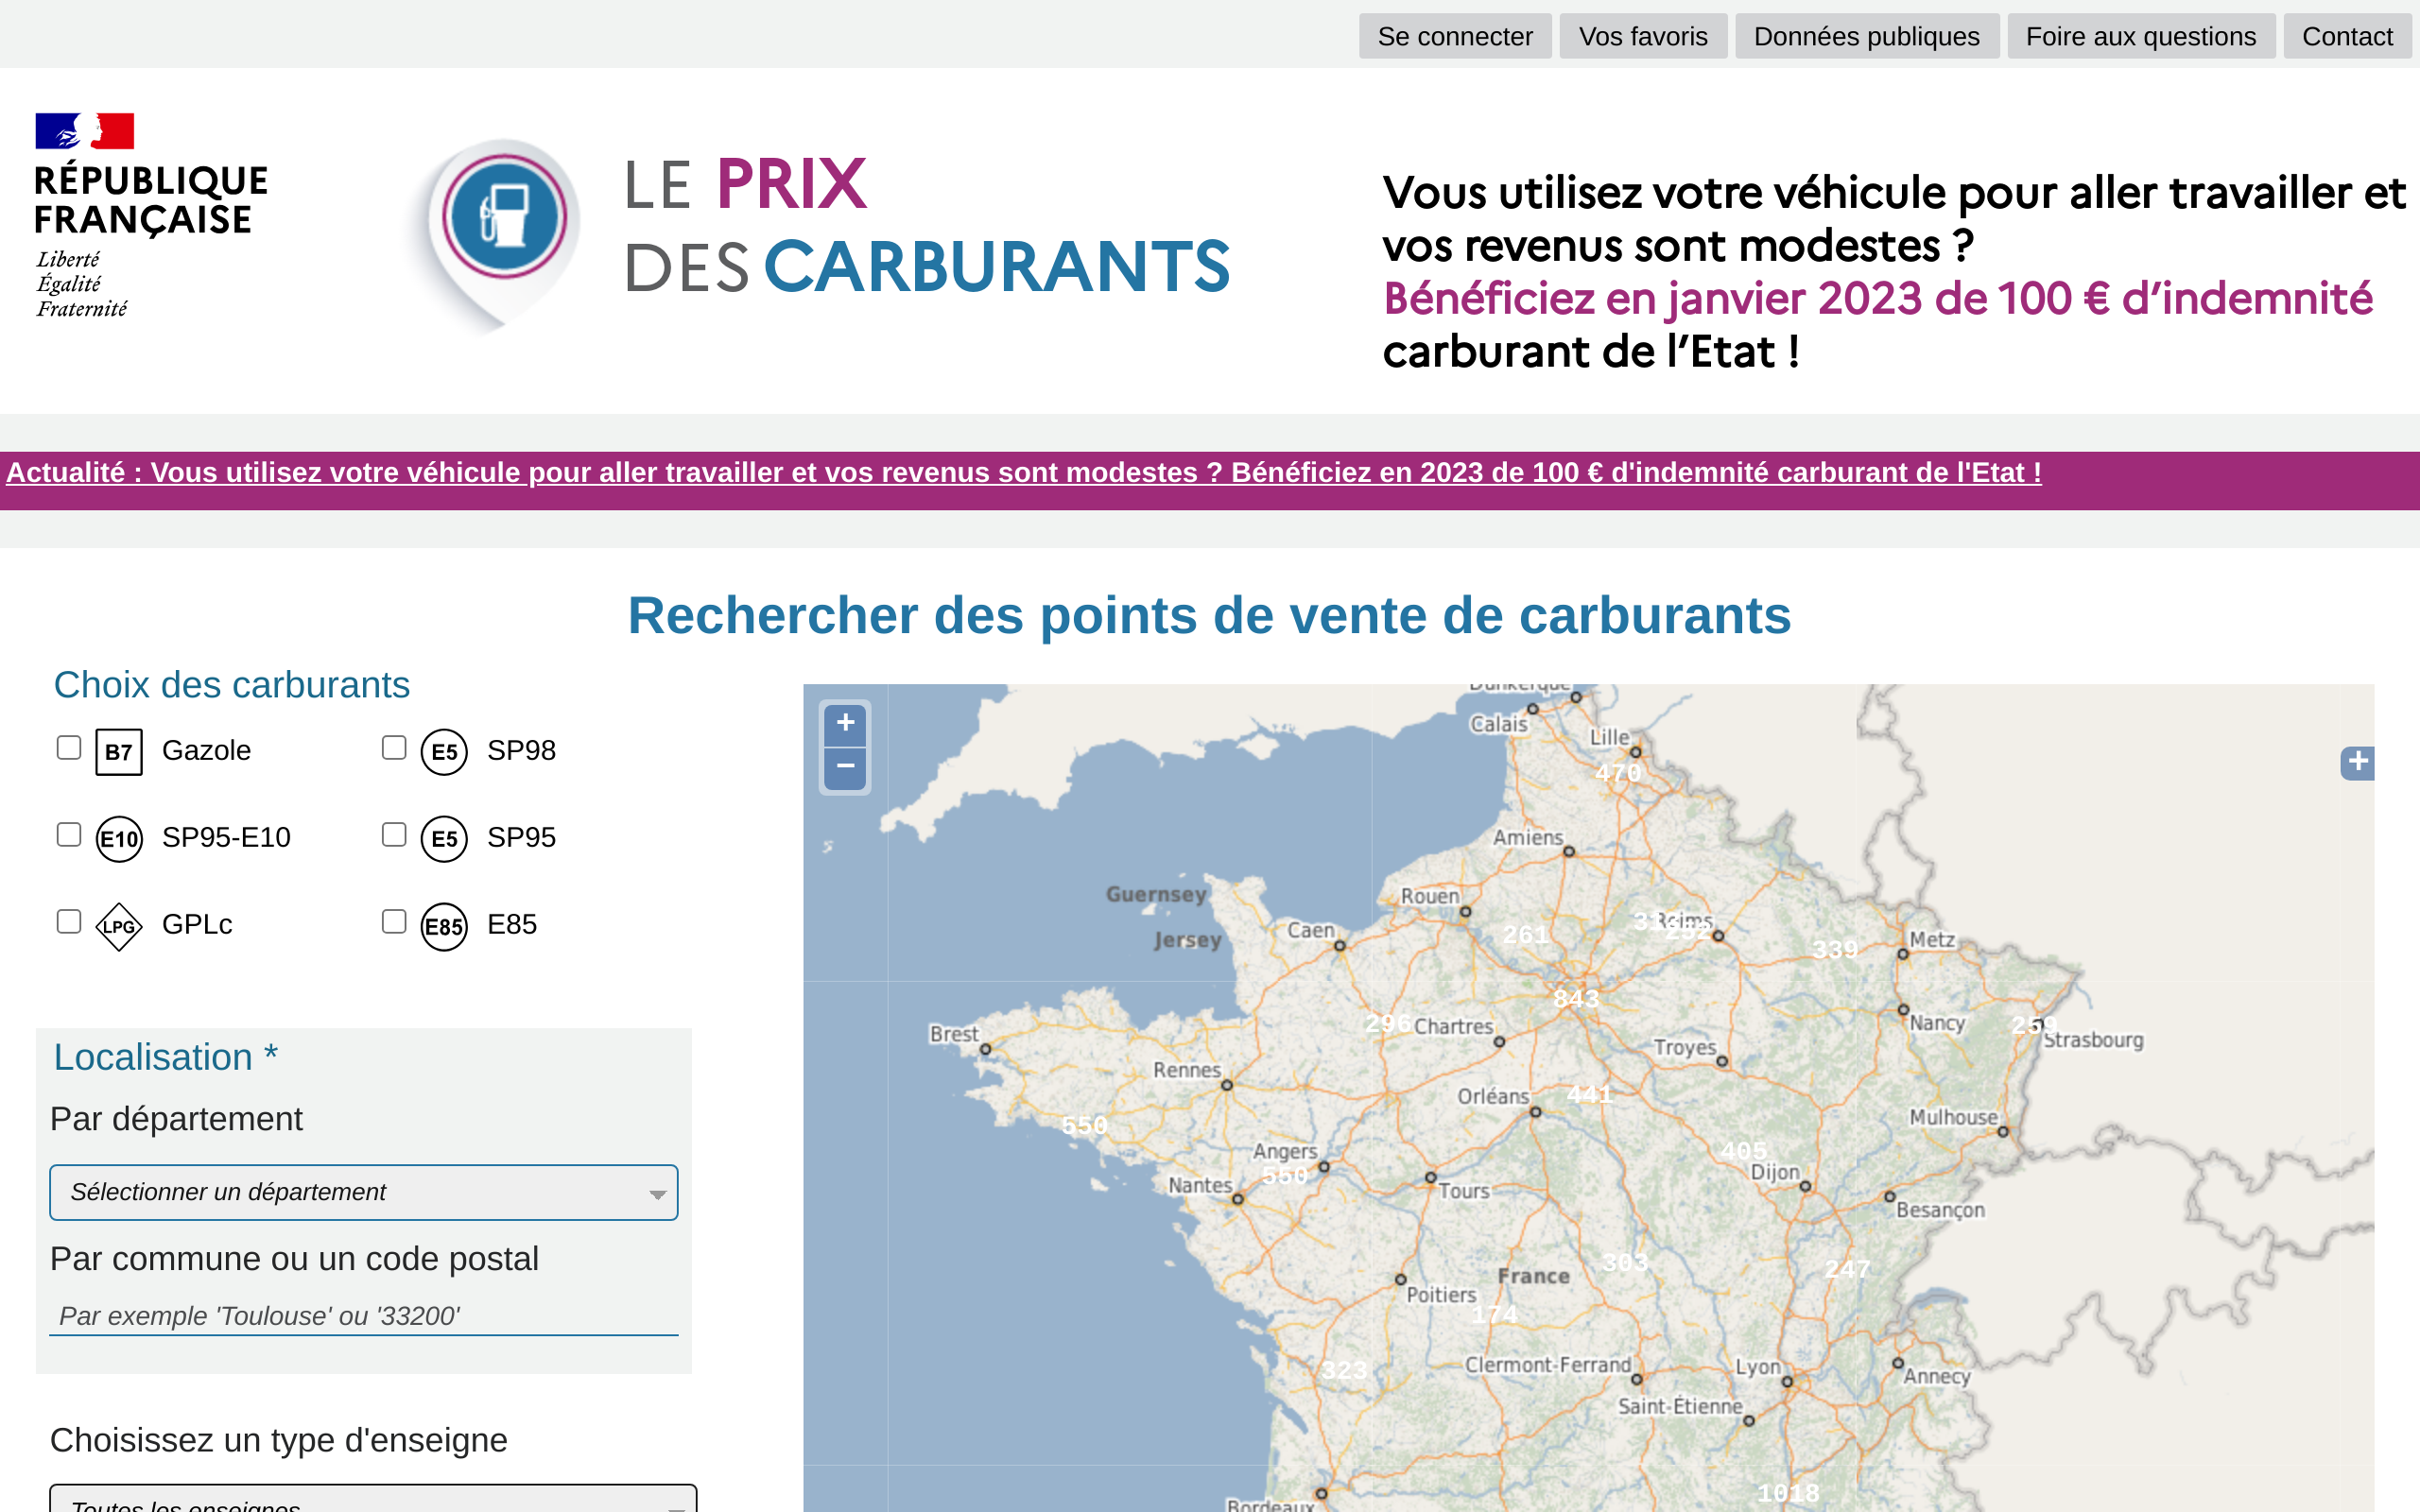 Se connecter
Vos favoris
Données publiques
Foire aux questions
Contact
RÉPUBLIQUE
FRANÇAISE
Liberté
Égalité
Fraternité
LE PRIX
DES CARBURANTS
Vous utilisez votre véhicule pour aller travailler et
vos revenus sont modestes ?
Bénéficiez en janvier 2023 de 100 € d’indemnité
carburant de l’Etat !
Actualité : Vous utilisez votre véhicule pour aller travailler et vos revenus sont modestes ? Bénéficiez en 2023 de 100 € d'indemnité carburant de l'Etat !
Rechercher des points de vente de carburants
Choix des carburants
B7 Gazole
E5 SP98
E10 SP95-E10
E5 SP95
LPG GPLc
E85 E85
Localisation *
Par département
Sélectionner un département
Par commune ou un code postal
Par exemple 'Toulouse' ou '33200'
Choisissez un type d'enseigne
Toutes les enseignes
+
−
+
Dunkerque
Calais
Lille
470
Amiens
Guernsey
Rouen
Jersey
Caen
261
Reims
339
Metz
843
296
Chartres
Nancy
Strasbourg
Brest
Troyes
Rennes
Orléans
441
Mulhouse
550
Angers
550
405
Dijon
Nantes
Tours
Besançon
303
247
France
Poitiers
174
323
Clermont-Ferrand
Lyon
Annecy
Saint-Étienne
1018
Bordeaux